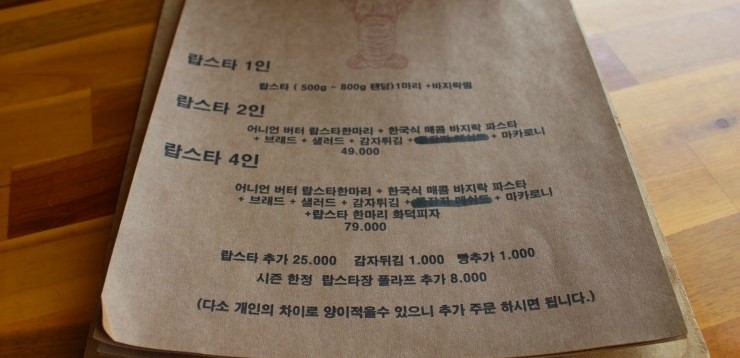 랍스타 1인
랍스타 ( 500g ~ 800g 랜덤)1마리 +바지락찜
랍스타 2인
어니언 버터 랍스타한마리 + 한국식 매콤 바지락 파스타
+ 브래드 + 샐러드 + 감자튀김 + + 마카로니
49.000
랍스타 4인
어니언 버터 랍스타한마리 + 한국식 매콤 바지락 파스타
+ 브래드 + 샐러드 + 감자튀김 + + 마카로니
+랍스타 한마리 화덕피자
79.000
랍스타 추가 25.000 감자튀김 1.000 빵추가 1.000
시즌 한정 랍스타장 플라프 추가 8.000
(다소 개인의 차이로 양이적을수 있으니 추가 주문 하시면 됩니다.)